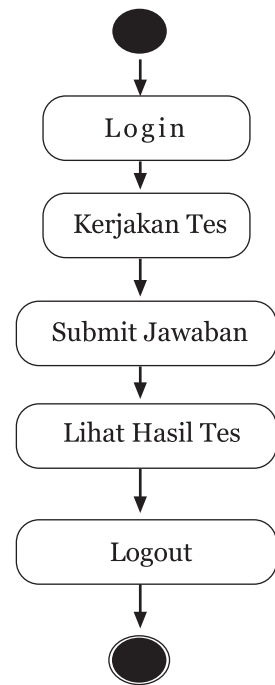 Login
Kerjakan Tes
Submit Jawaban
Lihat Hasil Tes
Logout